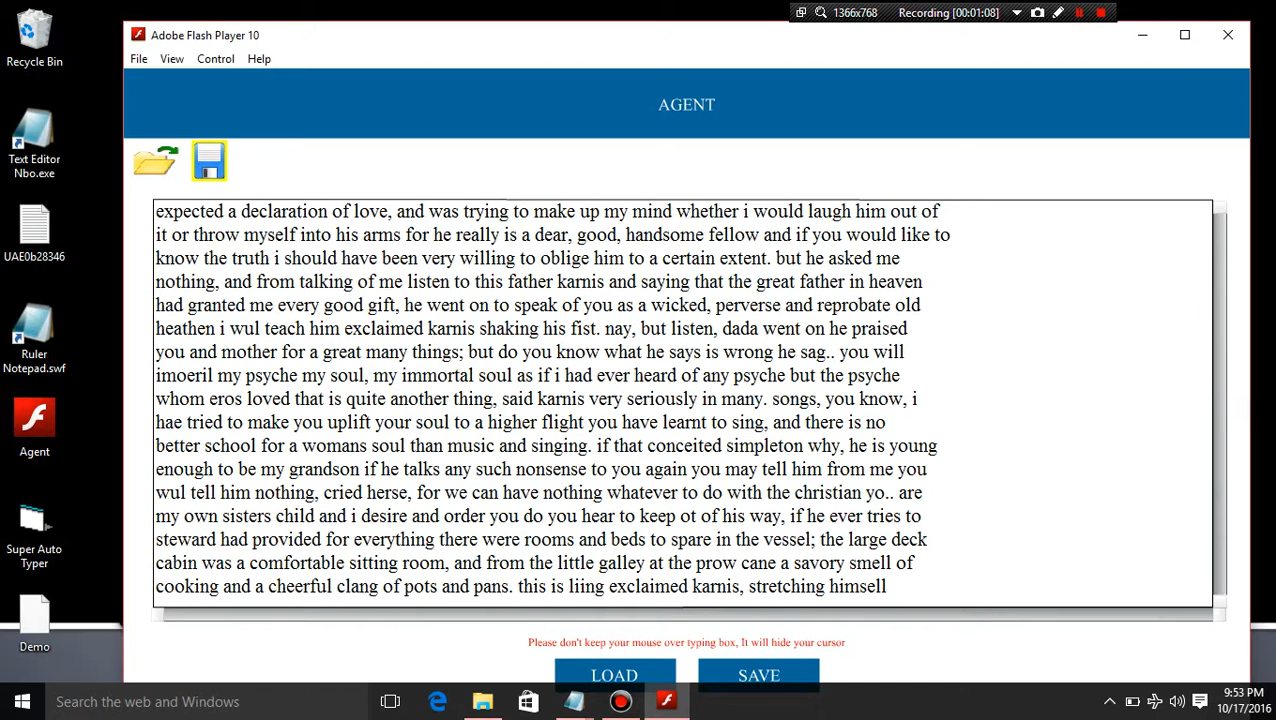 1366x768
Recording [00:01:08]
Adobe Flash Player 10
File View Control Help
AGENT
expected a declaration of love, and was trying to make up my mind whether i would laugh him out of
it or throw myself into his arms for he really is a dear, good, handsome fellow and if you would like to
know the truth i should have been very willing to oblige him to a certain extent. but he asked me
nothing, and from talking of me listen to this father karnis and saying that the great father in heaven
had granted me every good gift, he went on to speak of you as a wicked, perverse and reprobate old
heathen i wul teach him exclaimed karnis shaking his fist. nay, but listen, dada went on he praised
you and mother for a great many things; but do you know what he says is wrong he sag.. you will
imoeril my psyche my soul, my immortal soul as if i had ever heard of any psyche but the psyche
whom eros loved that is quite another thing, said karnis very seriously in many. songs, you know, i
hae tried to make you uplift your soul to a higher flight you have learnt to sing, and there is no
better school for a womans soul than music and singing. if that conceited simpleton why, he is young
enough to be my grandson if he talks any such nonsense to you again you may tell him from me you
wul tell him nothing, cried herse, for we can have nothing whatever to do with the christian yo.. are
my own sisters child and i desire and order you do you hear to keep ot of his way, if he ever tries to
steward had provided for everything there were rooms and beds to spare in the vessel; the large deck
cabin was a comfortable sitting room, and from the little galley at the prow cane a savory smell of
cooking and a cheerful clang of pots and pans. this is liing exclaimed karnis, stretching himsell
Please don't keep your mouse over typing box, It will hide your cursor
LOAD
SAVE
Recycle Bin
Text Editor
Nbo.exe
UAE0b28346
Ruler
Notepad.swf
Agent
Super Auto
Typer
Demo
Search the web and Windows
9:53 PM
10/17/2016